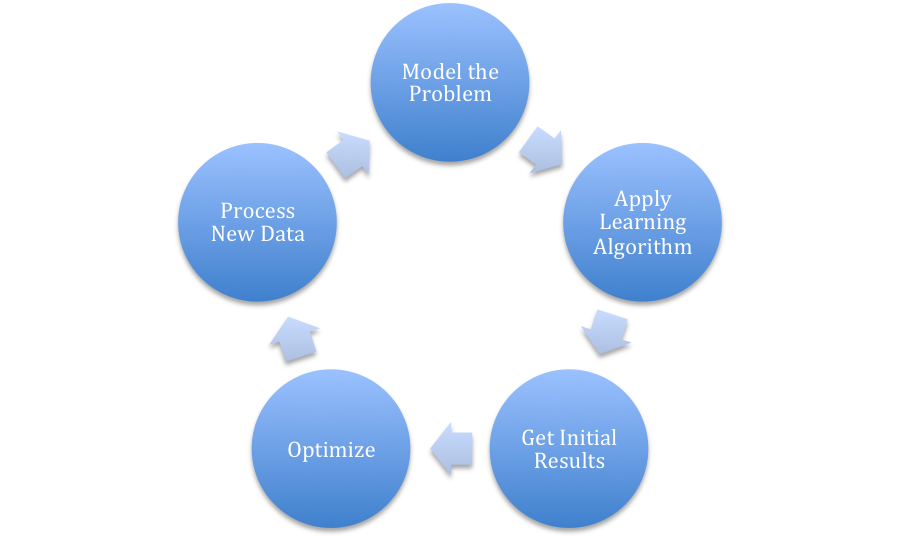 Model the
Problem
Apply
Learning
Algorithm
Get Initial
Results
Optimize
Process
New Data